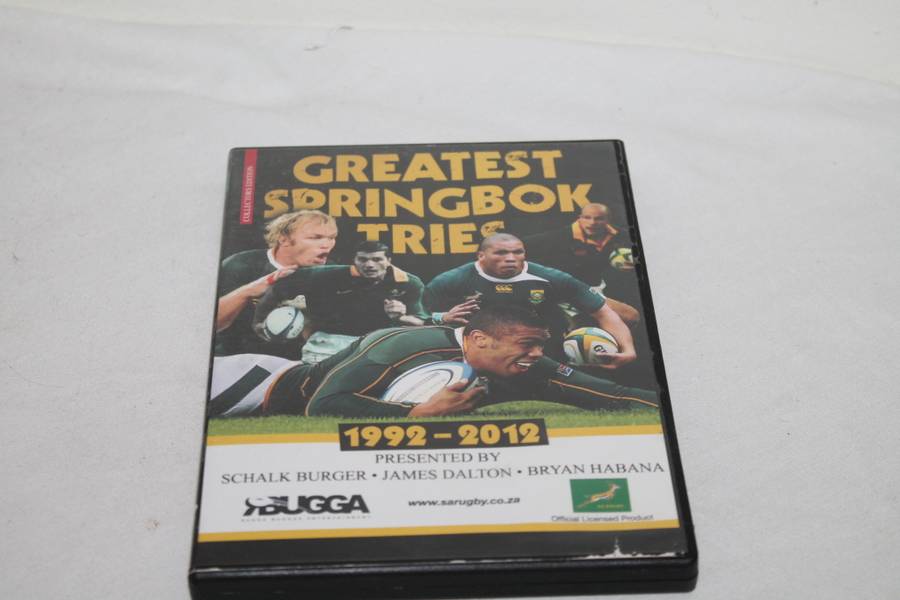 COLLECTORS EDITION
GREATEST
SPRINGBOK
TRIES
1992 - 2012
PRESENTED BY
SCHALK BURGER • JAMES DALTON • BRYAN HABANA
BUGGA
www.sarugby.co.za
Official Licensed Product